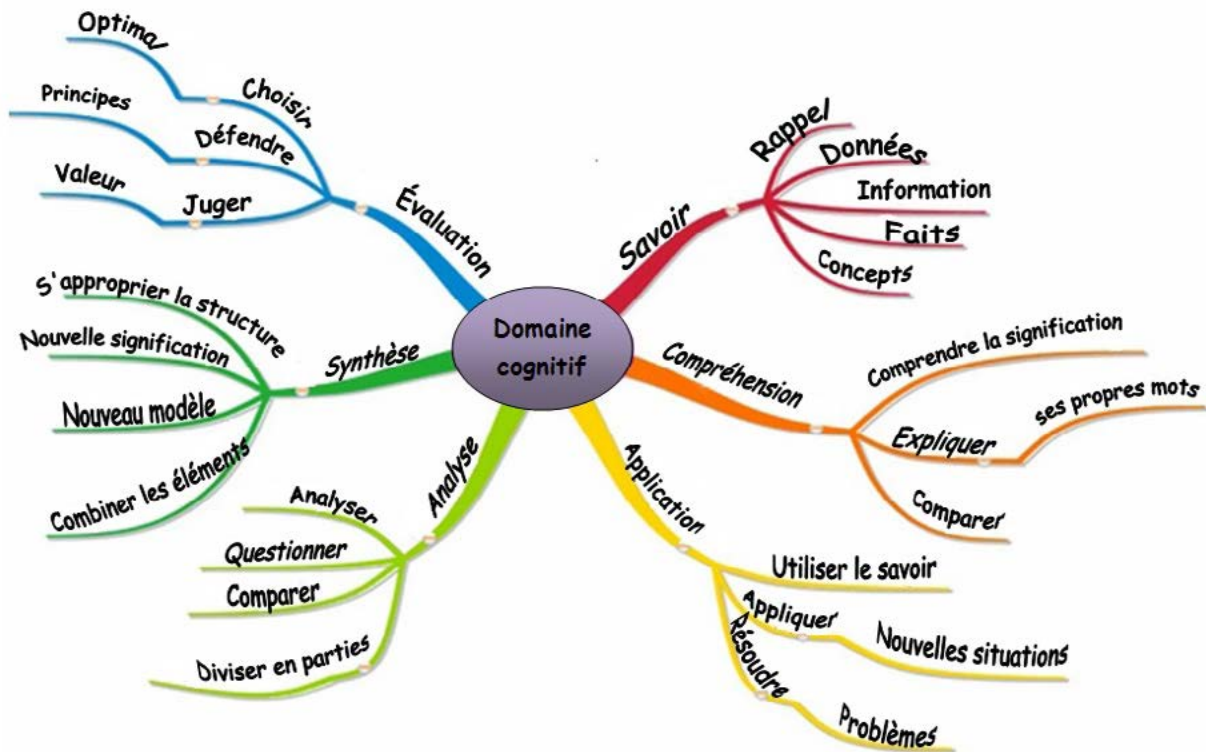 Domaine
cognitif
Savoir
Rappel
Données
Information
Faits
Concepts
Compréhension
Comprendre la signification
Expliquer
ses propres mots
Comparer
Application
Utiliser le savoir
Appliquer
Nouvelles situations
Résoudre
Problèmes
Analyse
Analyser
Questionner
Comparer
Diviser en parties
Synthèse
S'approprier la structure
Nouvelle signification
Nouveau modèle
Combiner les éléments
Évaluation
Choisir
Optimal
Défendre
Principes
Juger
Valeur